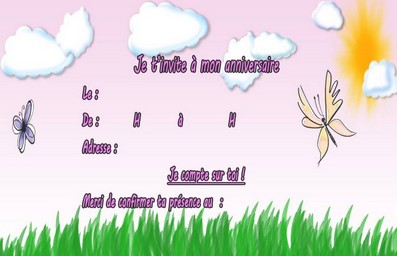 Je t'invite à mon anniversaire
Le :
De : H à H
Adresse :
Je compte sur toi !
Merci de confirmer ta présence au :